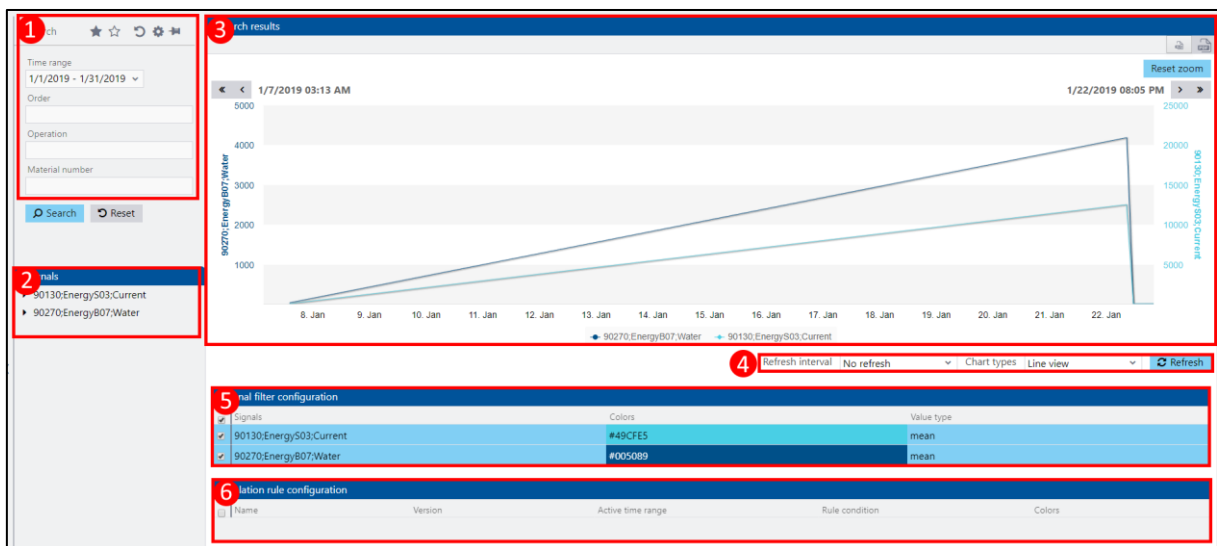 1
rch
Time range
1/1/2019 - 1/31/2019
Order
Operation
Material number
Search Reset
2
nals
90130;EnergyS03;Current
90270;EnergyB07;Water
3
rch results
Reset zoom
1/7/2019 03:13 AM 1/22/2019 08:05 PM
5000 25000
4000 20000
3000 15000
2000 10000
1000 5000
90270;EnergyB07;Water
90130;EnergyS03;Current
8. Jan 9. Jan 10. Jan 11. Jan 12. Jan 13. Jan 14. Jan 15. Jan 16. Jan 17. Jan 18. Jan 19. Jan 20. Jan 21. Jan 22. Jan
90270;EnergyB07;Water 90130;EnergyS03;Current
4 Refresh interval No refresh Chart types Line view Refresh
5
nal filter configuration
Signals Colors Value type
90130;EnergyS03;Current #49CFE5 mean
90270;EnergyB07;Water #005089 mean
6
lation rule configuration
Name Version Active time range Rule condition Colors